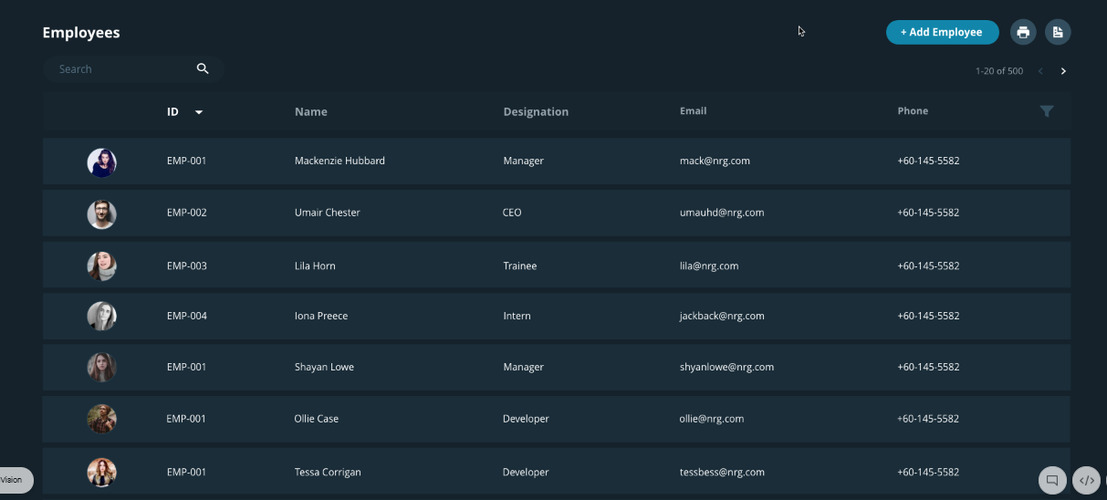 Employees
+ Add Employee
Search
1-20 of 500
ID Name Designation Email Phone
EMP-001 Mackenzie Hubbard Manager mack@nrg.com +60-145-5582
EMP-002 Umair Chester CEO umauhd@nrg.com +60-145-5582
EMP-003 Lila Horn Trainee lila@nrg.com +60-145-5582
EMP-004 Iona Preece Intern jackback@nrg.com +60-145-5582
EMP-001 Shayan Lowe Manager shyanlowe@nrg.com +60-145-5582
EMP-001 Ollie Case Developer ollie@nrg.com +60-145-5582
EMP-001 Tessa Corrigan Developer tessbess@nrg.com +60-145-5582
Vision